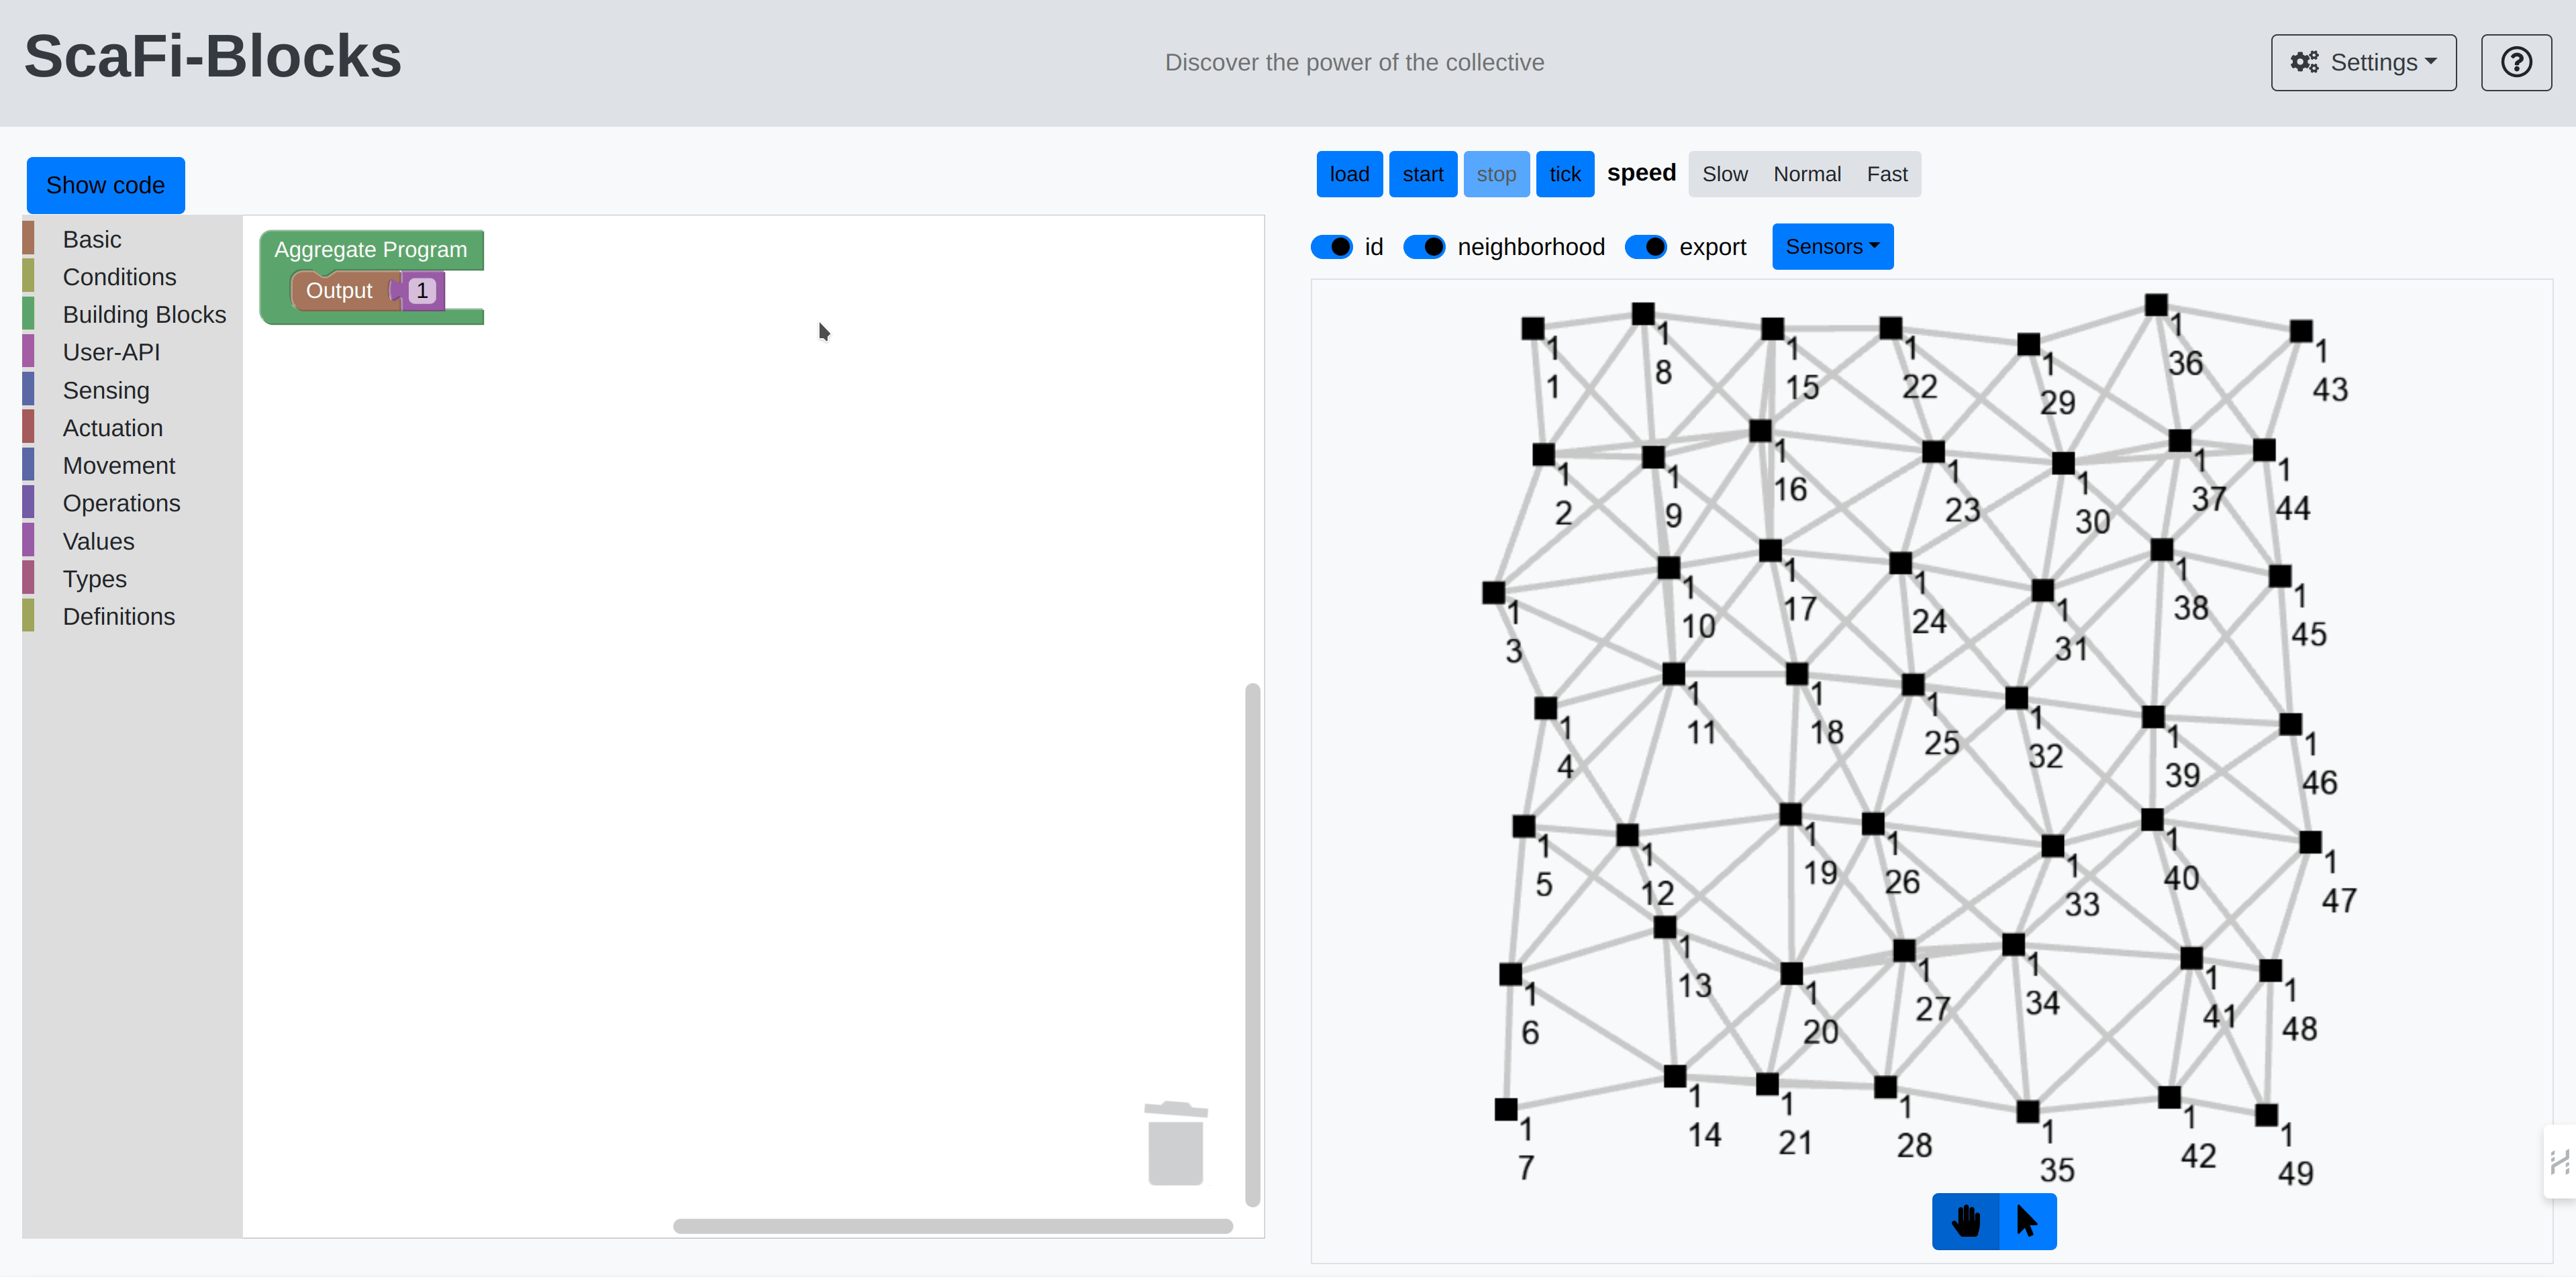 ScaFi-Blocks
Discover the power of the collective
Settings
Show code
load start stop tick speed Slow Normal Fast
id neighborhood export Sensors
Basic
Conditions
Building Blocks
User-API
Sensing
Actuation
Movement
Operations
Values
Types
Definitions
Aggregate Program
Output 1
1 1 1 1 1 1 1
1 8 15 22 29 36 43
1 1 1 1 1 1 1
2 9 16 23 30 37 44
1 1 1 1 1 1 1
3 10 17 24 31 38 45
1 1 1 1 1 1 1
4 11 18 25 32 39 46
1 1 1 1 1 1 1
5 12 19 26 33 40 47
1 1 1 1 1 1 1
6 13 20 27 34 41 48
1 1 1 1 1 1 1
7 14 21 28 35 42 49